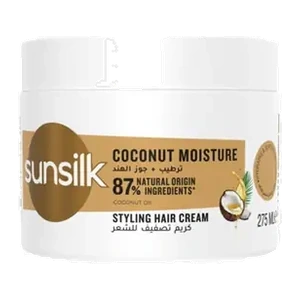 sunsilk
COCONUT MOISTURE
ترطيب + جوز الهند
87% NATURAL ORIGIN
INGREDIENTS*
COCONUT OIL
STYLING HAIR CREAM
كريم تصفيف للشعر
275 ML